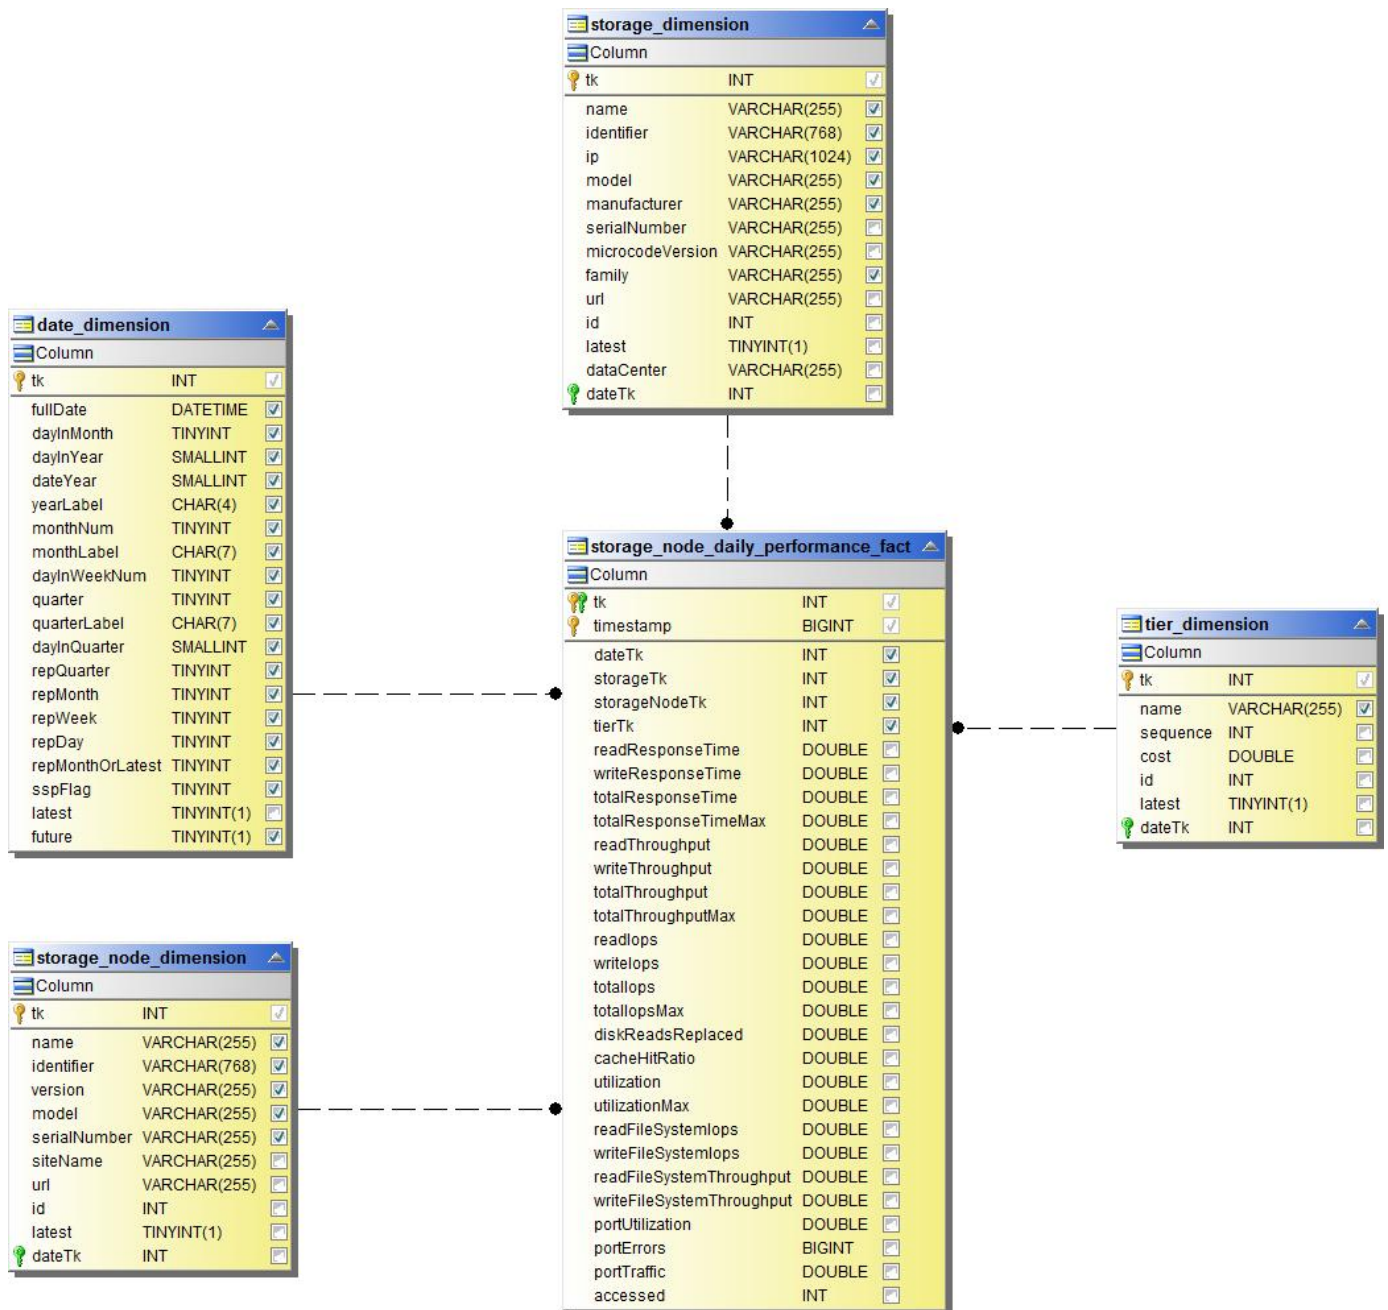 storage_dimension
Column
tk INT
name VARCHAR(255)
identifier VARCHAR(768)
ip VARCHAR(1024)
model VARCHAR(255)
manufacturer VARCHAR(255)
serialNumber VARCHAR(255)
microcodeVersion VARCHAR(255)
family VARCHAR(255)
url VARCHAR(255)
id INT
latest TINYINT(1)
dataCenter VARCHAR(255)
dateTk INT
date_dimension
Column
tk INT
fullDate DATETIME
dayInMonth TINYINT
dayInYear SMALLINT
dateYear SMALLINT
yearLabel CHAR(4)
monthNum TINYINT
monthLabel CHAR(7)
dayInWeekNum TINYINT
quarter TINYINT
quarterLabel CHAR(7)
dayInQuarter SMALLINT
repQuarter TINYINT
repMonth TINYINT
repWeek TINYINT
repDay TINYINT
repMonthOrLatest TINYINT
sspFlag TINYINT
latest TINYINT(1)
future TINYINT(1)
storage_node_daily_performance_fact
Column
tk INT
timestamp BIGINT
dateTk INT
storageTk INT
storageNodeTk INT
tierTk INT
readResponseTime DOUBLE
writeResponseTime DOUBLE
totalResponseTime DOUBLE
totalResponseTimeMax DOUBLE
readThroughput DOUBLE
writeThroughput DOUBLE
totalThroughput DOUBLE
totalThroughputMax DOUBLE
readIops DOUBLE
writeIops DOUBLE
totalIops DOUBLE
totalIopsMax DOUBLE
diskReadsReplaced DOUBLE
cacheHitRatio DOUBLE
utilization DOUBLE
utilizationMax DOUBLE
readFileSystemIops DOUBLE
writeFileSystemIops DOUBLE
readFileSystemThroughput DOUBLE
writeFileSystemThroughput DOUBLE
portUtilization DOUBLE
portErrors BIGINT
portTraffic DOUBLE
accessed INT
tier_dimension
Column
tk INT
name VARCHAR(255)
sequence INT
cost DOUBLE
id INT
latest TINYINT(1)
dateTk INT
storage_node_dimension
Column
tk INT
name VARCHAR(255)
identifier VARCHAR(768)
version VARCHAR(255)
model VARCHAR(255)
serialNumber VARCHAR(255)
siteName VARCHAR(255)
url VARCHAR(255)
id INT
latest TINYINT(1)
dateTk INT